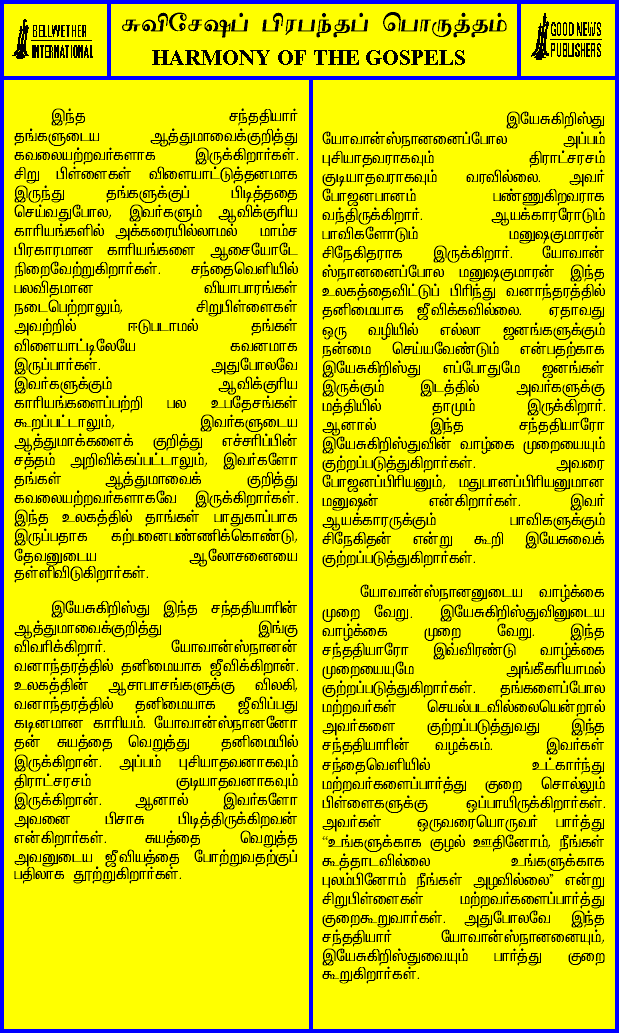 BELLWETHER
INTERNATIONAL
சுவிசேஷப் பிரபந்தப் பொருத்தம்
HARMONY OF THE GOSPELS
GOOD NEWS
PUBLISHERS
இந்த சந்ததியார்
தங்களுடைய ஆத்துமாவைக்குறித்து
கவலையற்றவர்களாக இருக்கிறார்கள்.
சிறு பிள்ளைகள் விளையாட்டுத்தனமாக
இருந்து தங்களுக்குப் பிடித்ததை
செய்வதுபோல, இவர்களும் ஆவிக்குரிய
காரியங்களில் அக்கரையில்லாமல் மாம்ச
பிரகாரமான காரியங்களை ஆசையோடே
நிறைவேற்றுகிறார்கள். சந்தைவெளியில்
பலவிதமான வியாபாரங்கள்
நடைபெற்றாலும், சிறுபிள்ளைகள்
அவற்றில் ஈடுபடாமல் தங்கள்
விளையாட்டிலேயே கவனமாக
இருப்பார்கள். அதுபோலவே
இவர்களுக்கும் ஆவிக்குரிய
காரியங்களைப்பற்றி பல உபதேசங்கள்
கூறப்பட்டாலும், இவர்களுடைய
ஆத்துமாக்களைக் குறித்து எச்சரிப்பின்
சத்தம் அறிவிக்கப்பட்டாலும், இவர்களோ
தங்கள் ஆத்துமாவைக் குறித்து
கவலையற்றவர்களாகவே இருக்கிறார்கள்.
இந்த உலகத்தில் தாங்கள் பாதுகாப்பாக
இருப்பதாக கற்பனைபண்ணிக்கொண்டு,
தேவனுடைய ஆலோசனையை
தள்ளிவிடுகிறார்கள்.
இயேசுகிறிஸ்து இந்த சந்ததியாரின்
ஆத்துமாவைக்குறித்து இங்கு
விவரிக்கிறார். யோவான்ஸ்நானன்
வனாந்தரத்தில் தனிமையாக ஜீவிக்கிறான்.
உலகத்தின் ஆசாபாசங்களுக்கு விலகி,
வனாந்தரத்தில் தனிமையாக ஜீவிப்பது
கடினமான காரியம். யோவான்ஸ்நானனோ
தன் சுயத்தை வெறுத்து தனிமையில்
இருக்கிறான். அப்பம் புசியாதவனாகவும்
திராட்சரசம் குடியாதவனாகவும்
இருக்கிறான். ஆனால் இவர்களோ
அவனை பிசாசு பிடித்திருக்கிறவன்
என்கிறார்கள். சுயத்தை வெறுத்த
அவனுடைய ஜீவியத்தை போற்றுவதற்குப்
பதிலாக தூற்றுகிறார்கள்.
இயேசுகிறிஸ்து
யோவான்ஸ்நானனைப்போல அப்பம்
புசியாதவராகவும் திராட்சரசம்
குடியாதவராகவும் வரவில்லை. அவர்
போஜனபானம் பண்ணுகிறவராக
வந்திருக்கிறார். ஆயக்காரரோடும்
பாவிகளோடும் மனுஷகுமாரன்
சிநேகிதராக இருக்கிறார். யோவான்
ஸ்நானனைப்போல மனுஷகுமாரன் இந்த
உலகத்தைவிட்டுப் பிரிந்து வனாந்தரத்தில்
தனிமையாக ஜீவிக்கவில்லை. ஏதாவது
ஒரு வழியில் எல்லா ஜனங்களுக்கும்
நன்மை செய்யவேண்டும் என்பதற்காக
இயேசுகிறிஸ்து எப்போதுமே ஜனங்கள்
இருக்கும் இடத்தில் அவர்களுக்கு
மத்தியில் தாமும் இருக்கிறார்.
ஆனால் இந்த சந்ததியாரோ
இயேசுகிறிஸ்துவின் வாழ்கை முறையையும்
குற்றப்படுத்துகிறார்கள். அவரை
போஜனப்பிரியனும், மதுபானப்பிரியனுமான
மனுஷன் என்கிறார்கள். இவர்
ஆயக்காரருக்கும் பாவிகளுக்கும்
சிநேகிதன் என்று கூறி இயேசுவைக்
குற்றப்படுத்துகிறார்கள்.
யோவான்ஸ்நானனுடைய வாழ்க்கை
முறை வேறு. இயேசுகிறிஸ்துவினுடைய
வாழ்க்கை முறை வேறு. இந்த
சந்ததியாரோ இவ்விரண்டு வாழ்க்கை
முறையையுமே அங்கீகரியாமல்
குற்றப்படுத்துகிறார்கள். தங்களைப்போல
மற்றவர்கள் செயல்படவில்லையென்றால்
அவர்களை குற்றப்படுத்துவது இந்த
சந்ததியாரின் வழக்கம். இவர்கள்
சந்தைவெளியில் உட்கார்ந்து
மற்றவர்களைப்பார்த்து குறை சொல்லும்
பிள்ளைகளுக்கு ஒப்பாயிருக்கிறார்கள்.
அவர்கள் ஒருவரையொருவர் பார்த்து
“உங்களுக்காக குழல் ஊதினோம், நீங்கள்
கூத்தாடவில்லை உங்களுக்காக
புலம்பினோம் நீங்கள் அழவில்லை” என்று
சிறுபிள்ளைகள் மற்றவர்களைப்பார்த்து
குறைகூறுவார்கள். அதுபோலவே இந்த
சந்ததியார் யோவான்ஸ்நானனையும்,
இயேசுகிறிஸ்துவையும் பார்த்து குறை
கூறுகிறார்கள்.